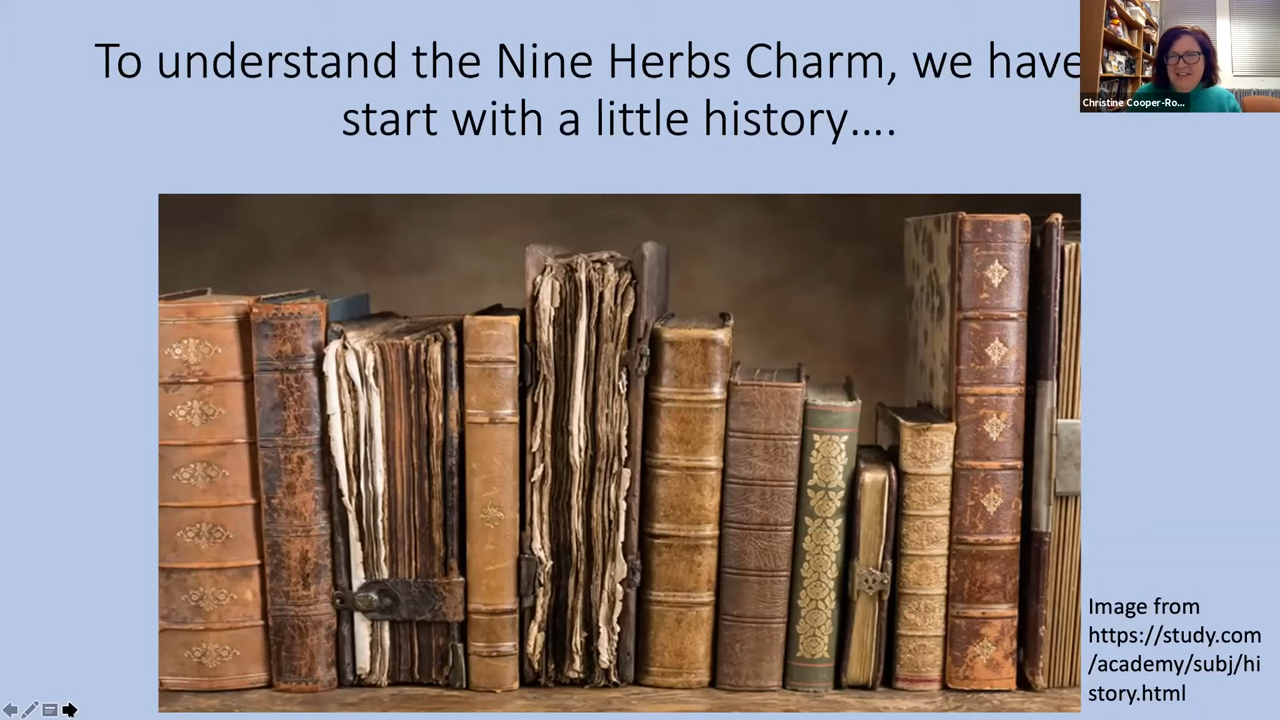 To understand the Nine Herbs Charm, we have
start with a little history....
Christine Cooper-Ro...
Image from
https://study.com
/academy/subj/hi
story.html